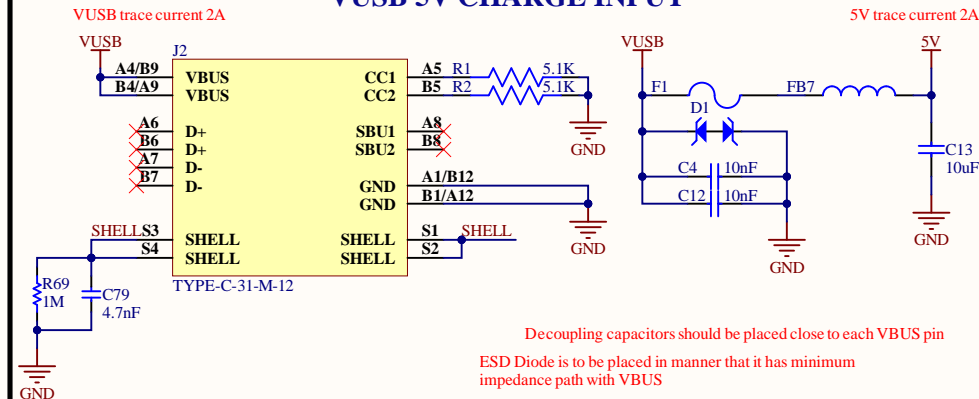 VUSB 5V CHARGE INPUT
VUSB trace current 2A
5V trace current 2A
VUSB
J2
A4/B9 VBUS CC1 A5 R1 5.1K
B4/A9 VBUS CC2 B5 R2 5.1K
GND
A6 D+ SBU1 A8
B6 D+ SBU2 B8
A7 D-
B7 D- GND A1/B12
GND B1/A12
GND
SHELL S3 SHELL SHELL S1 SHELL
S4 SHELL SHELL S2
TYPE-C-31-M-12
R69
1M
C79
4.7nF
GND
VUSB
5V
F1
FB7
D1
C4 10nF
C12 10nF
GND
C13
10uF
GND
Decoupling capacitors should be placed close to each VBUS pin
ESD Diode is to be placed in manner that it has minimum
impedance path with VBUS